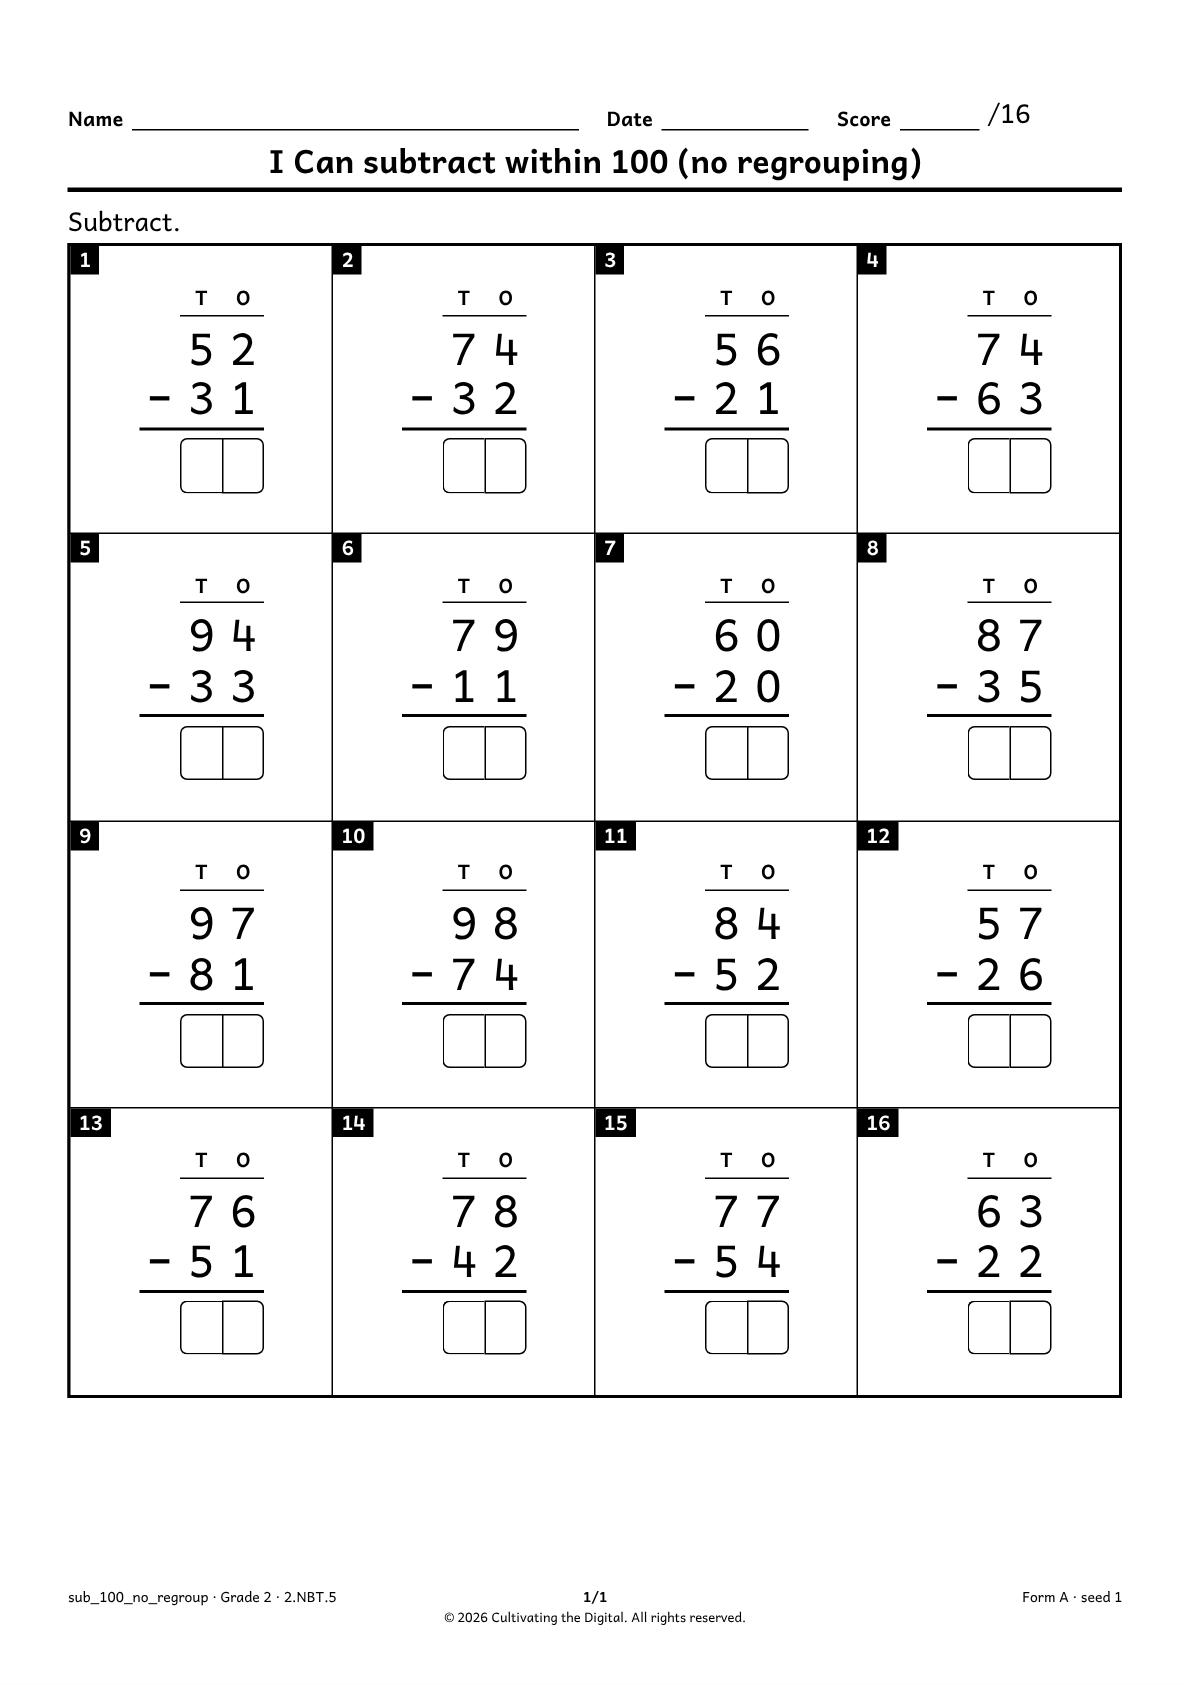 Name Date Score /16
I Can subtract within 100 (no regrouping)
Subtract.
1 2 3 4
T O T O T O T O
5 2 7 4 5 6 7 4
- 3 1 - 3 2 - 2 1 - 6 3
5 6 7 8
T O T O T O T O
9 4 7 9 6 0 8 7
- 3 3 - 1 1 - 2 0 - 3 5
9 10 11 12
T O T O T O T O
9 7 9 8 8 4 5 7
- 8 1 - 7 4 - 5 2 - 2 6
13 14 15 16
T O T O T O T O
7 6 7 8 7 7 6 3
- 5 1 - 4 2 - 5 4 - 2 2
sub_100_no_regroup · Grade 2 · 2.NBT.5 1/1 Form A · seed 1
© 2026 Cultivating the Digital. All rights reserved.